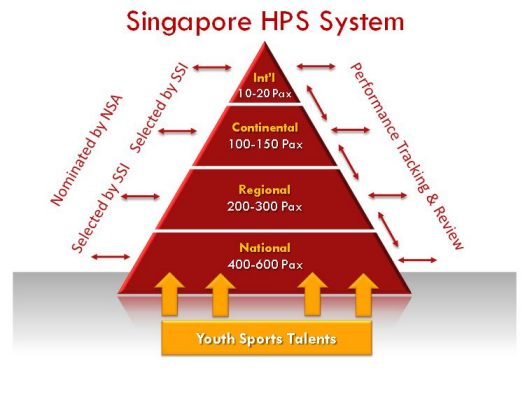 Singapore HPS System
Int'l
10-20 Pax
Continental
100-150 Pax
Regional
200-300 Pax
National
400-600 Pax
Youth Sports Talents
Nominated by NSA
Selected by SSI
Selected by SSI
Performance Tracking & Review